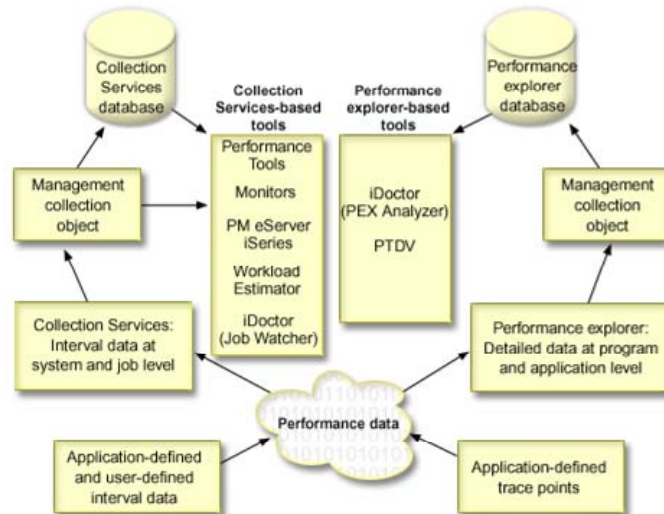 Collection
Services
database
Performance
explorer
database
Collection
Services-based
tools
Performance
explorer-based
tools
Performance
Tools
Monitors
PM eServer
iSeries
Workload
Estimator
iDoctor
(Job Watcher)
iDoctor
(PEX Analyzer)
PTDV
Management
collection
object
Management
collection
object
Collection Services:
Interval data at
system and job level
Performance explorer:
Detailed data at program
and application level
Performance data
Application-defined
and user-defined
interval data
Application-defined
trace points